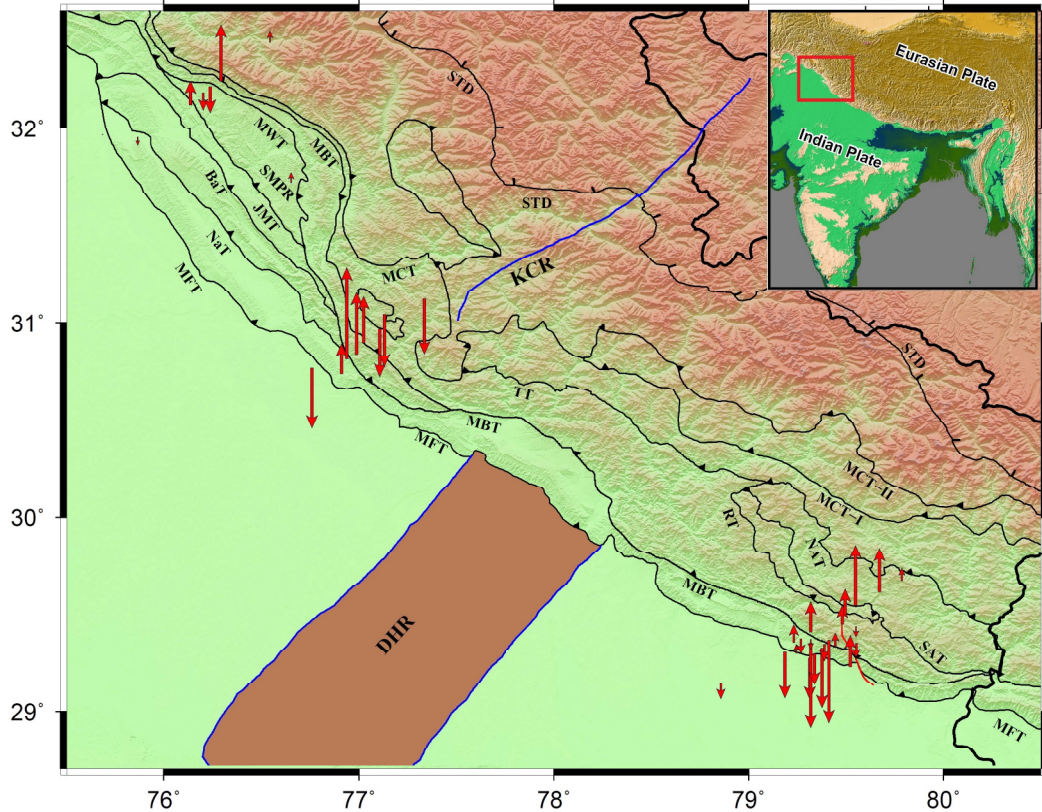 Eurasian Plate
Indian Plate
STD
32°
MWT
MBT
SMPR
BaT
JMT
STD
NaT
MFT
MCT
KCR
31°
STD
TT
MBT
MFT
MCT-II
MCT-I
30°
RT
NAT
MBT
DHR
SAT
29°
MFT
76°
77°
78°
79°
80°